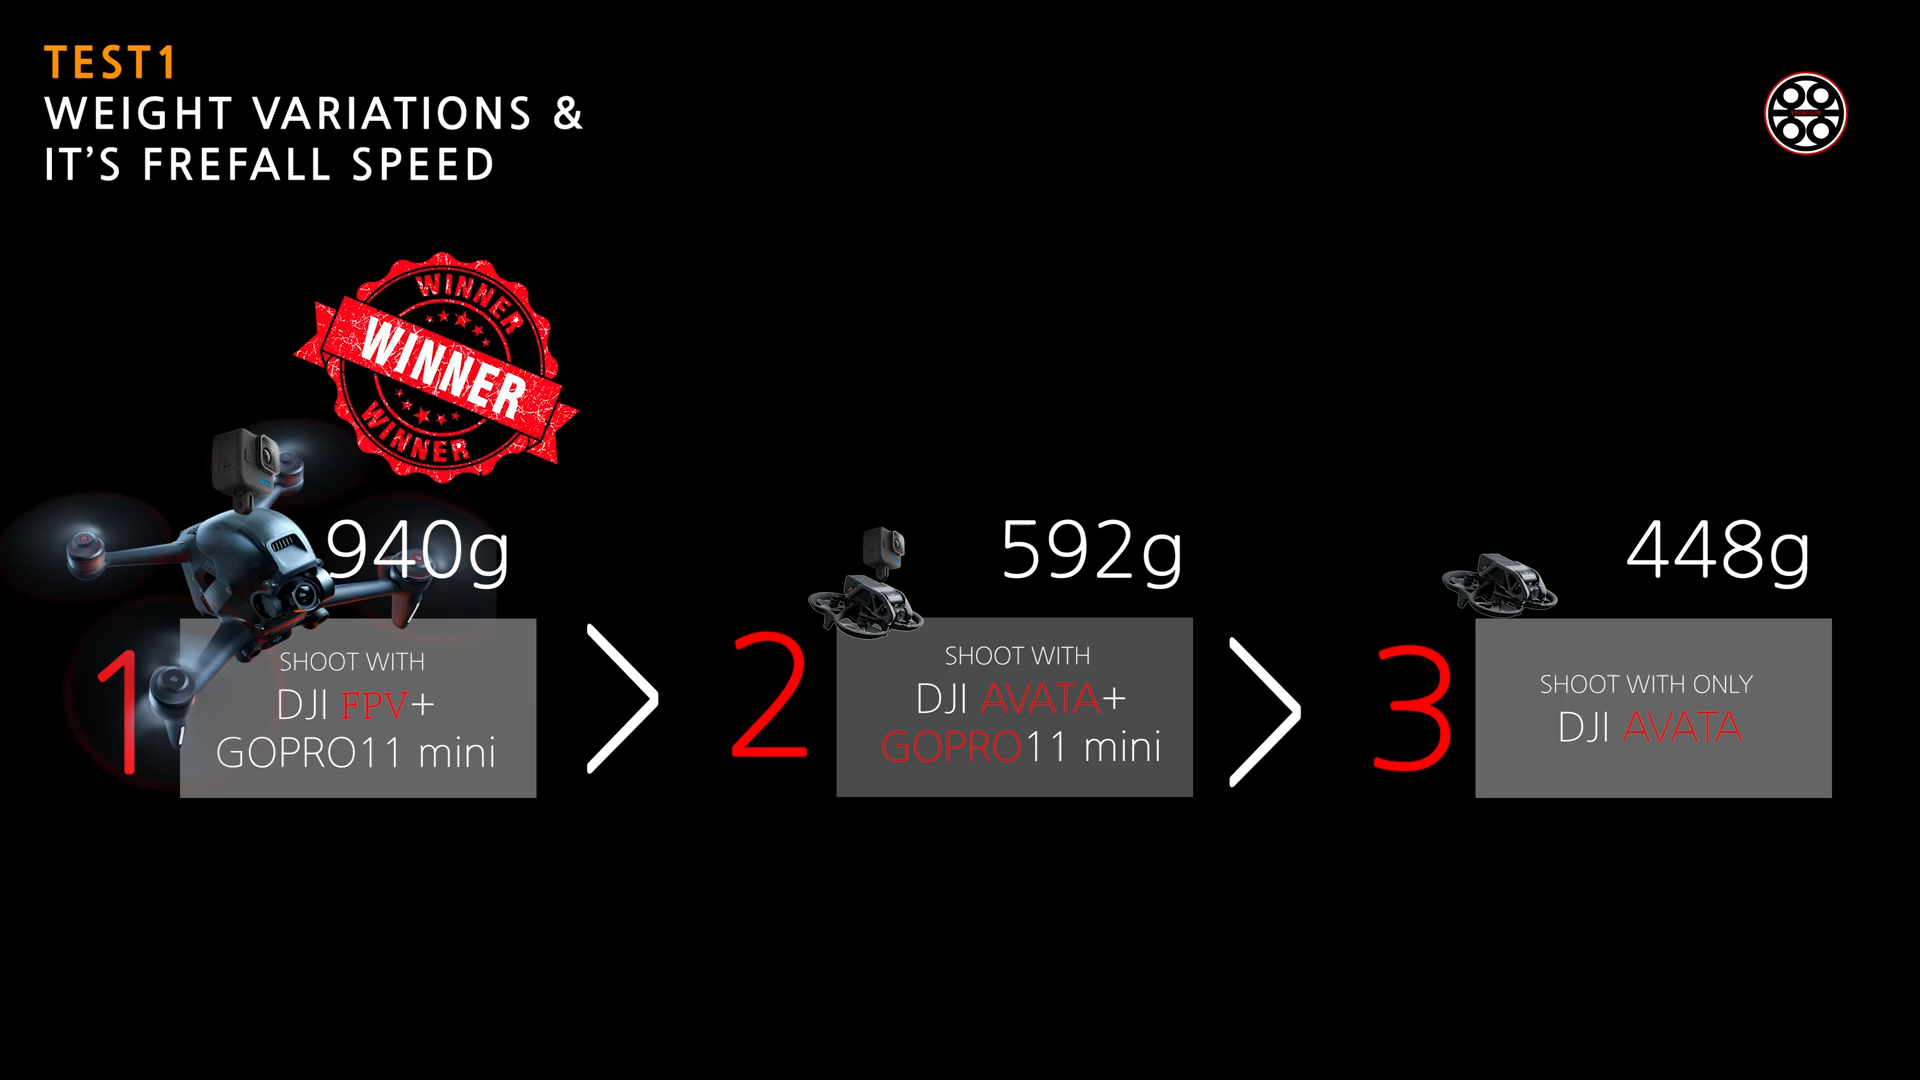 TEST1
WEIGHT VARIATIONS &
IT'S FREFALL SPEED
WINNER
WINNER
WINNER
940g
1
SHOOT WITH
DJI FPV+
GOPRO11 mini
592g
2
SHOOT WITH
DJI AVATA+
GOPRO11 mini
448g
3
SHOOT WITH ONLY
DJI AVATA